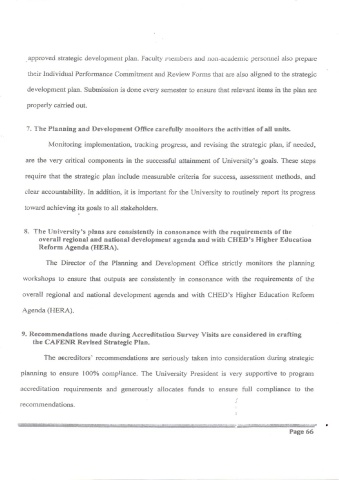 approved strategic development plan. Faculty members and non-academic personnel also prepare
their Individual Performance Commitment and Review Forms that are also aligned to the strategic
development plan. Submission is done every semester to ensure that relevant items in the plan are
properly carried out.
7. The Planning and Development Office carefully monitors the activities of all units.
Monitoring implementation, tracking progress, and revising the strategic plan, if needed,
are the very critical components in the successful attainment of University's goals. These steps
require that the strategic plan include measurable criteria for success, assessment methods, and
clear accountability. In addition, it is important for the University to routinely report its progress
toward achieving its goals to all stakeholders.
8. The University's plans are consistently in consonance with the requirements of the
overall regional and national development agenda and with CHED's Higher Education
Reform Agenda (HERA).
The Director of the Planning and Development Office strictly monitors the planning
workshops to ensure that outputs are consistently in consonance with the requirements of the
overall regional and national development agenda and with CHED's Higher Education Reform
Agenda (HERA).
9. Recommendations made during Accreditation Survey Visits are considered in crafting
the CAFENR Revised Strategic Plan.
The accreditors' recommendations are seriously taken into consideration during strategic
planning to ensure 100% compliance. The University President is very supportive to program
accreditation requirements and generously allocates funds to ensure full compliance to the
recommendations.
Page 66